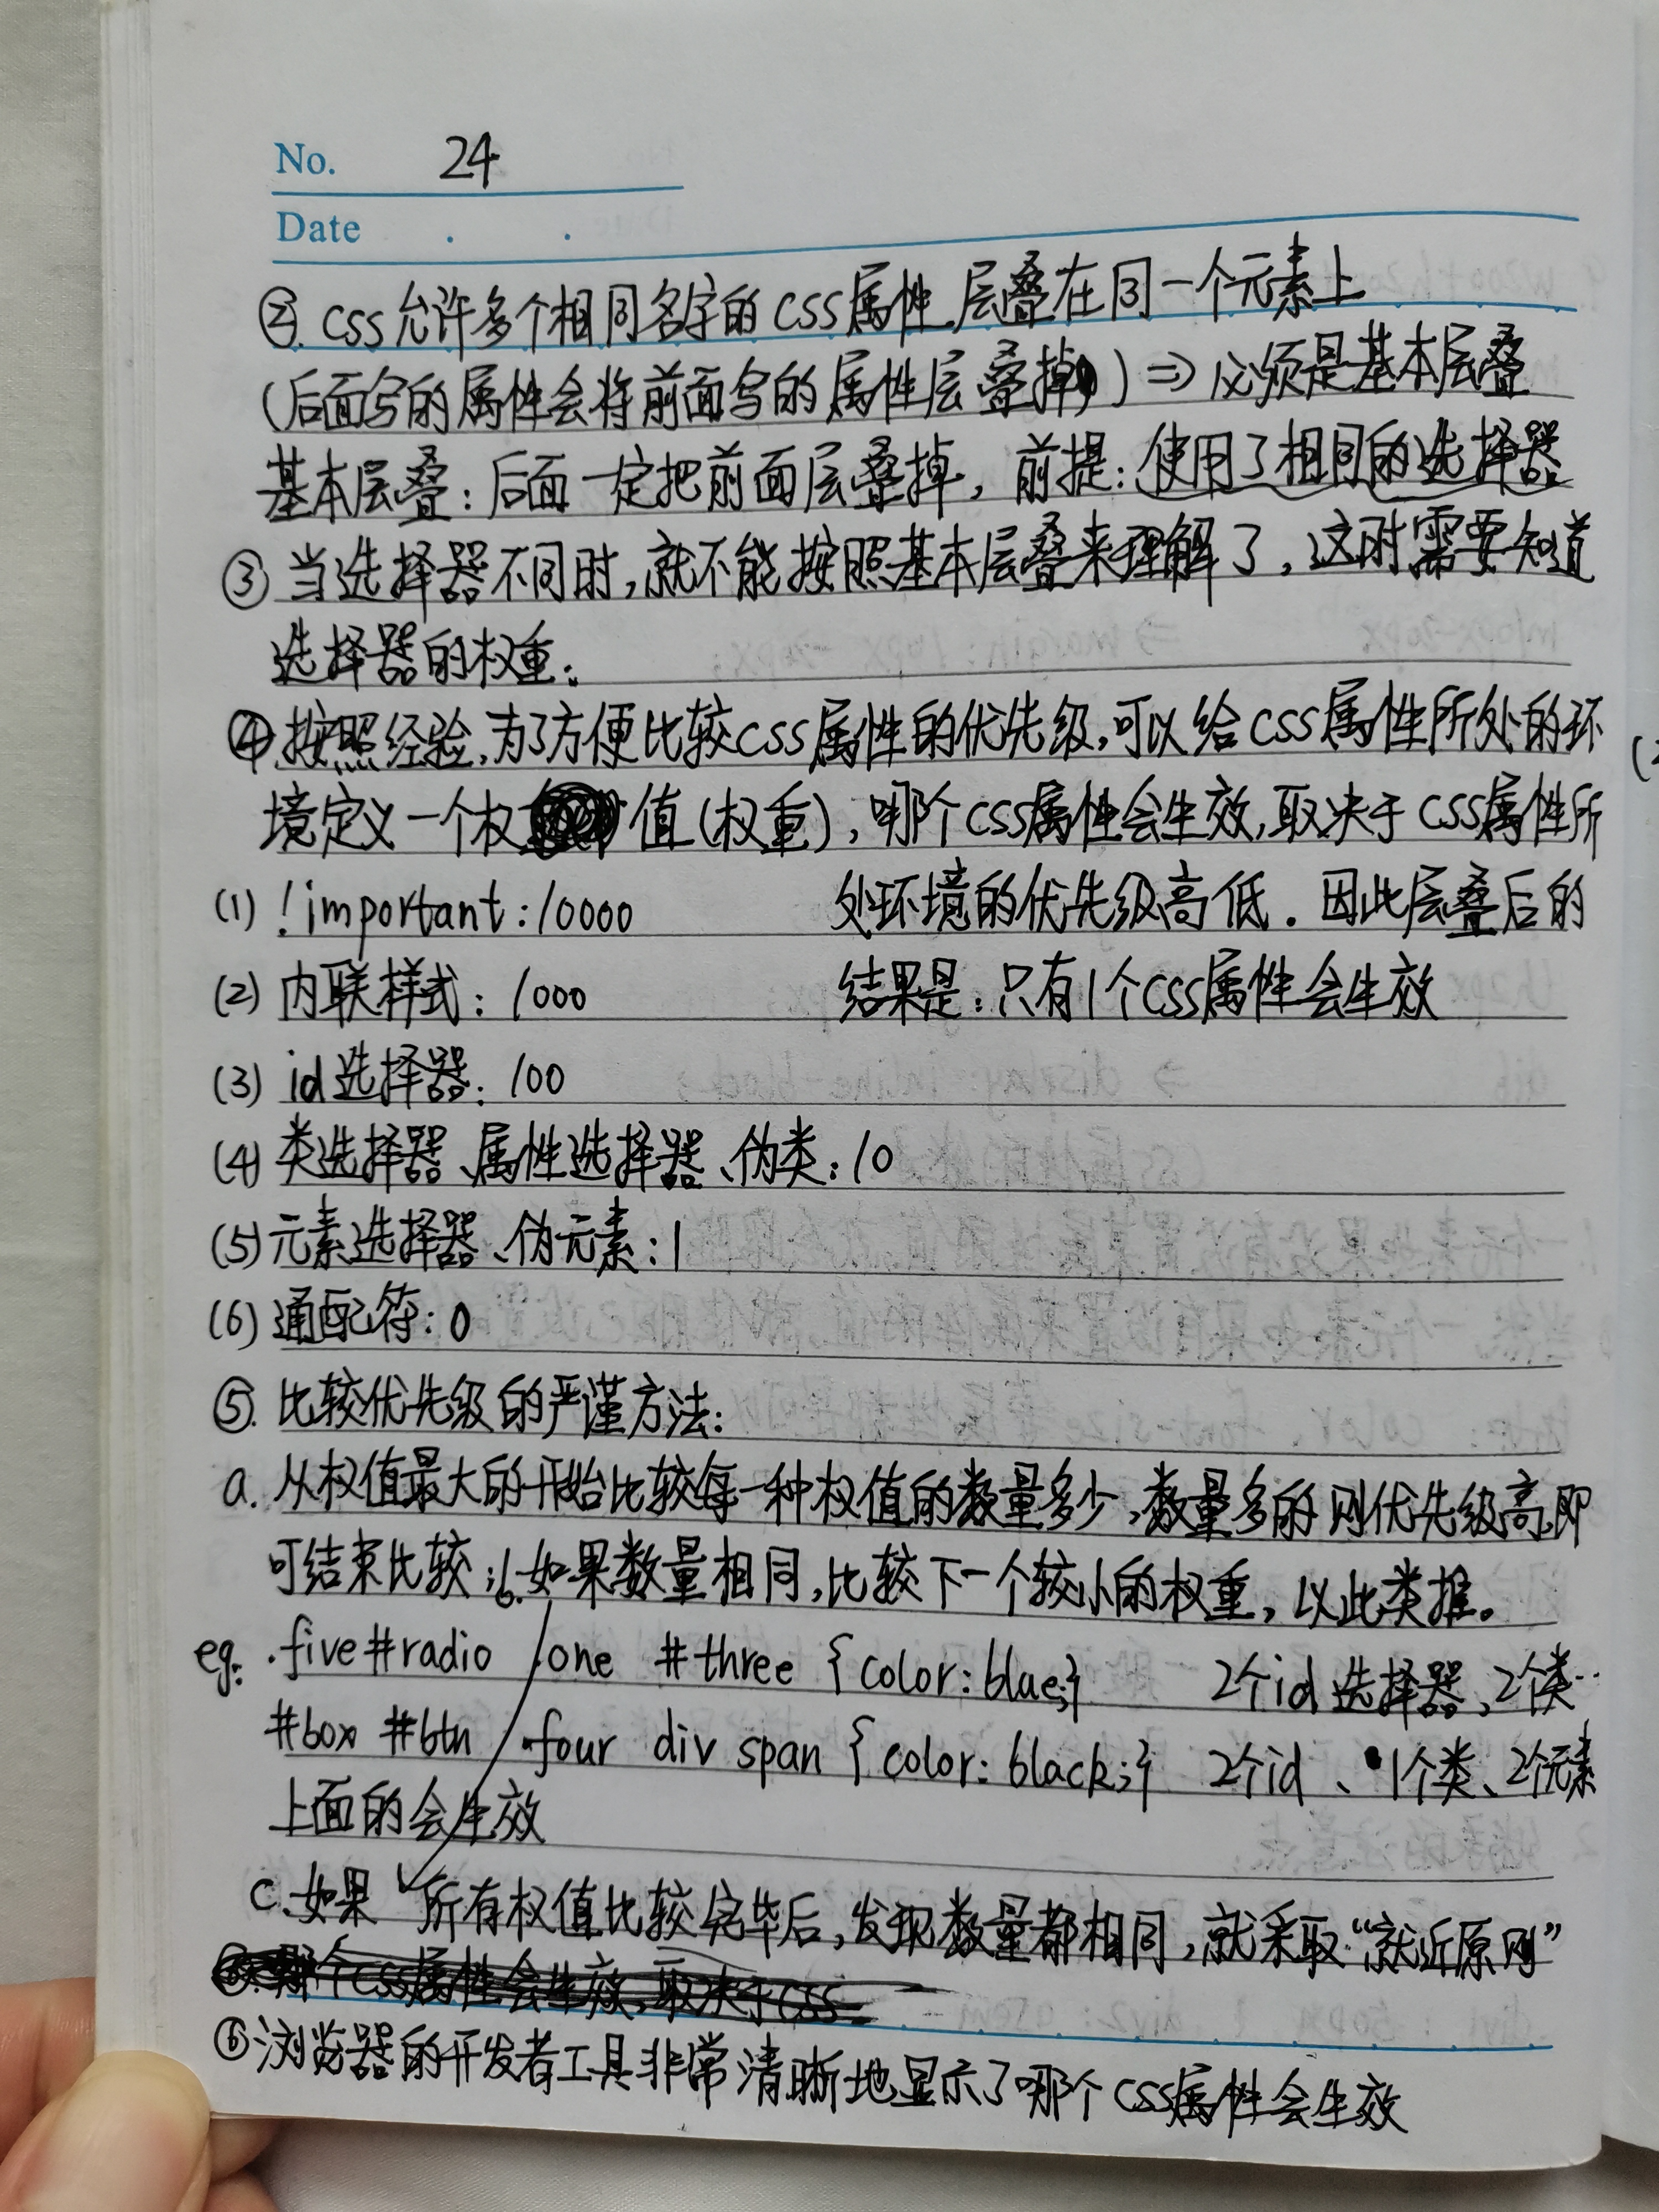 No. 24
Date . .
②. CSS允许多个相同名字的CSS属性层叠在同一个元素上
(后面写的属性会将前面写的属性层叠掉)⇒必须是基本层叠
基本层叠：后面一定把前面层叠掉，前提：使用了相同的选择器
③当选择器不同时,就不能按照基本层叠来理解了,这时需要知道
选择器的权重。
④.按照经验,为了方便比较CSS属性的优先级,可以给CSS属性所处的环
境定义一个权值(权重),哪个CSS属性会生效,取决于CSS属性所
处环境的优先级高低.因此层叠后的
结果是:只有1个CSS属性会生效
(1) !important:10000
(2) 内联样式：1000
(3) id选择器：100
(4) 类选择器、属性选择器、伪类：10
(5)元素选择器、伪元素:1
(6)通配符：0
⑤. 比较优先级的严谨方法：
a. 从权值最大的开始比较每一种权值的数量多少,数量多的则优先级高,即
可结束比较;b.如果数量相同,比较下一个较小的权重,以此类推。
eg: .five#radio .one #three {color:blue;} 2个id选择器、2个类..
#box #btn .four div span {color: black;} 2个id、1个类、2个元素
上面的会生效
c.如果所有权值比较完毕后,发现数量都相同,就采取“就近原则”
哪个CSS属性会生效,取决于CSS
⑥浏览器的开发者工具非常清晰地显示了哪个CSS属性会生效